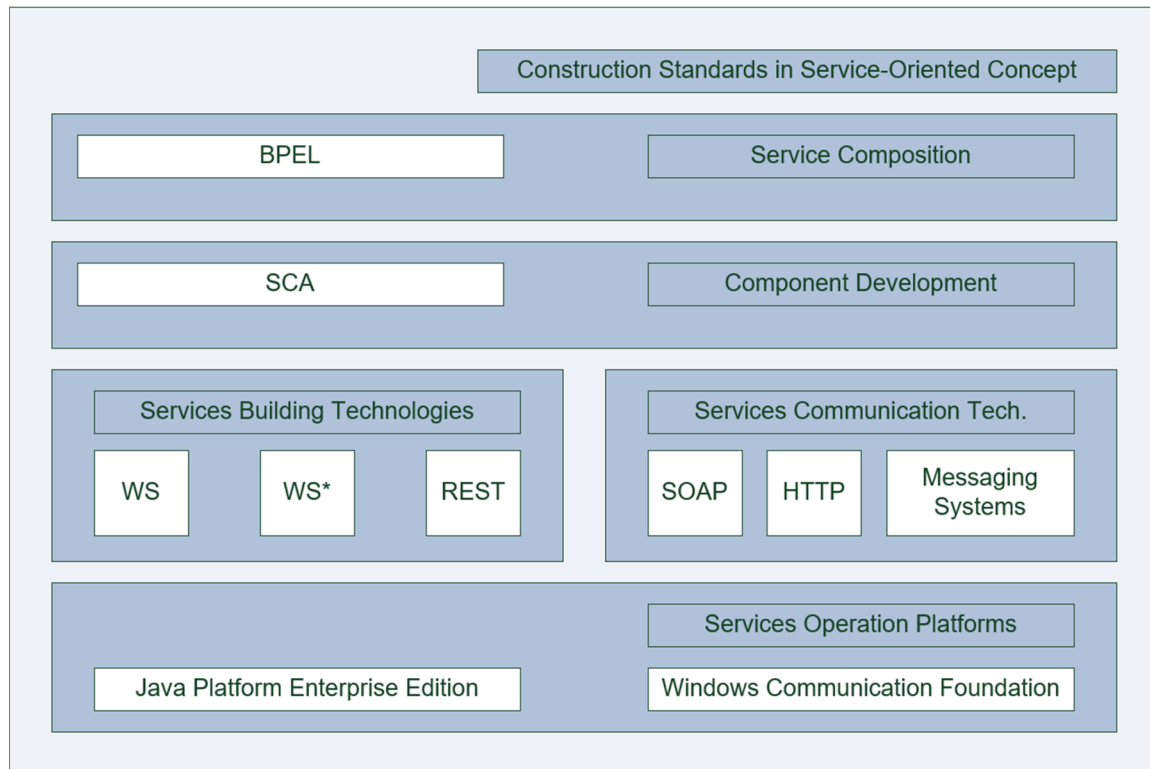 Construction Standards in Service-Oriented Concept
BPEL
Service Composition
SCA
Component Development
Services Building Technologies
WS
WS*
REST
Services Communication Tech.
SOAP
HTTP
Messaging
Systems
Services Operation Platforms
Java Platform Enterprise Edition
Windows Communication Foundation